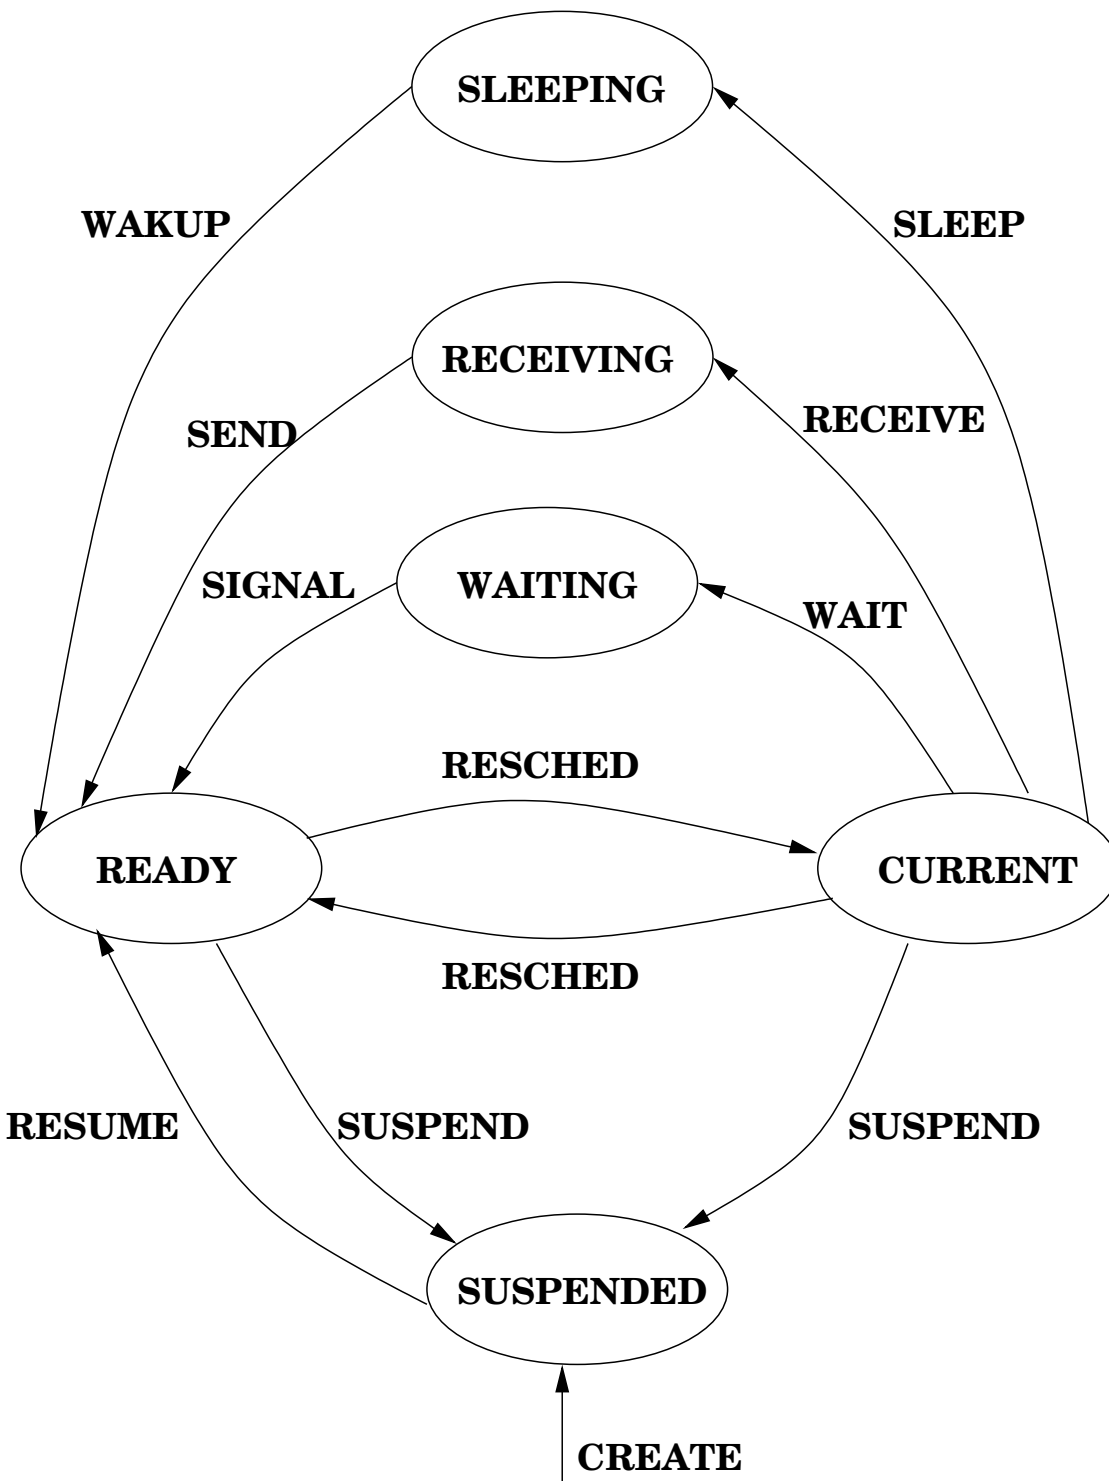 SLEEPING
WAKUP
SLEEP
RECEIVING
RECEIVE
SEND
SIGNAL
WAITING
WAIT
RESCHED
READY
CURRENT
RESCHED
RESUME
SUSPEND
SUSPEND
SUSPENDED
CREATE